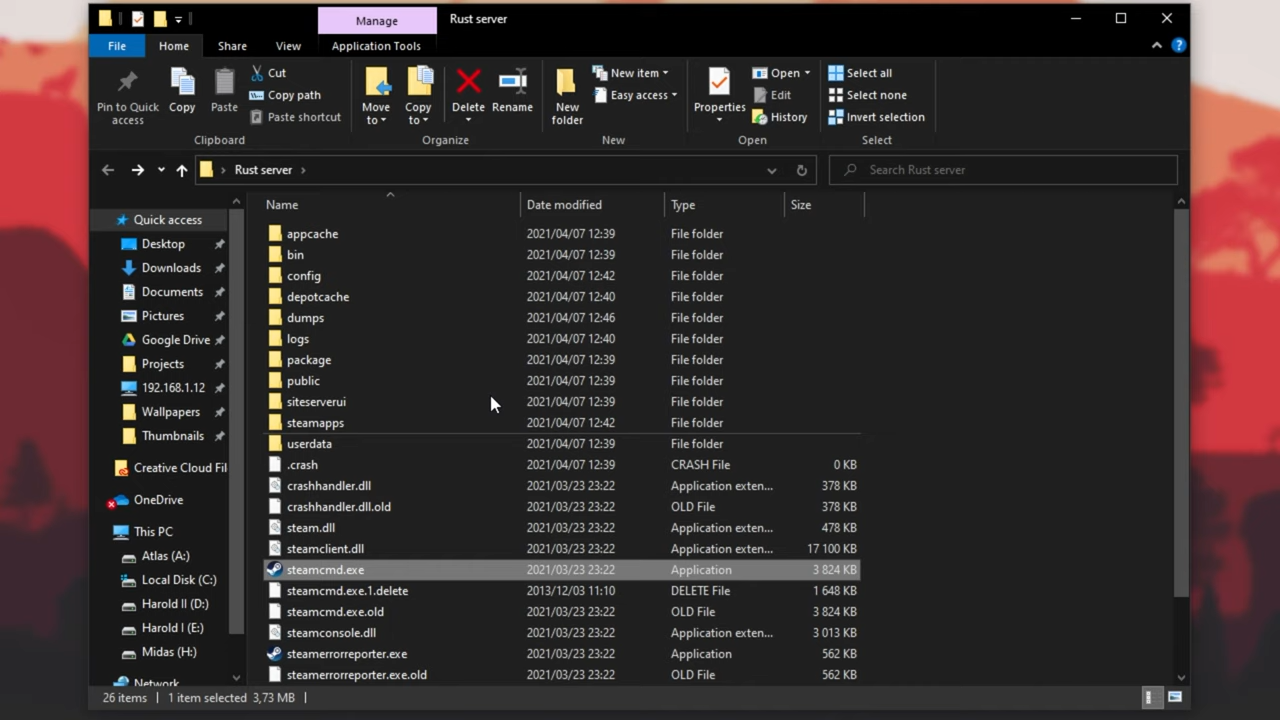 Manage
Rust server
File
Home
Share
View
Application Tools
Pin to Quick access
Copy
Paste
Cut
Copy path
Paste shortcut
Clipboard
Move to
Copy to
Delete
Rename
Organize
New folder
New item
Easy access
New
Properties
Open
Edit
History
Open
Select all
Select none
Invert selection
Select
Rust server
Search Rust server
Quick access
Desktop
Downloads
Documents
Pictures
Google Drive
Projects
192.168.1.12
Wallpapers
Thumbnails
Creative Cloud Fil
OneDrive
This PC
Atlas (A:)
Local Disk (C:)
Harold II (D:)
Harold I (E:)
Midas (H:)
Network
Name Date modified Type Size
appcache 2021/04/07 12:39 File folder
bin 2021/04/07 12:39 File folder
config 2021/04/07 12:42 File folder
depotcache 2021/04/07 12:40 File folder
dumps 2021/04/07 12:46 File folder
logs 2021/04/07 12:40 File folder
package 2021/04/07 12:39 File folder
public 2021/04/07 12:39 File folder
siteserverui 2021/04/07 12:39 File folder
steamapps 2021/04/07 12:42 File folder
userdata 2021/04/07 12:39 File folder
.crash 2021/04/07 12:39 CRASH File 0 KB
crashhandler.dll 2021/03/23 23:22 Application exten... 378 KB
crashhandler.dll.old 2021/03/23 23:22 OLD File 378 KB
steam.dll 2021/03/23 23:22 Application exten... 478 KB
steamclient.dll 2021/03/23 23:22 Application exten... 17 100 KB
steamcmd.exe 2021/03/23 23:22 Application 3 824 KB
steamcmd.exe.1.delete 2013/12/03 11:10 DELETE File 1 648 KB
steamcmd.exe.old 2021/03/23 23:22 OLD File 3 824 KB
steamconsole.dll 2021/03/23 23:22 Application exten... 3 013 KB
steamerrorreporter.exe 2021/03/23 23:22 Application 562 KB
steamerrorreporter.exe.old 2021/03/23 23:22 OLD File 562 KB
26 items 1 item selected 3,73 MB